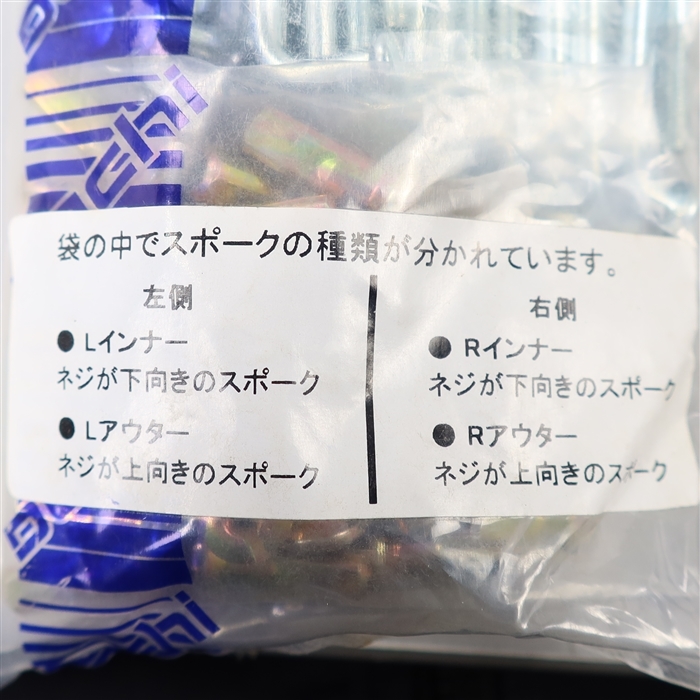 袋の中でスポークの種類が分かれています。
左側
●Lインナー
ネジが下向きのスポーク
●Lアウター
ネジが上向きのスポーク
右側
●Rインナー
ネジが下向きのスポーク
●Rアウター
ネジが上向きのスポーク